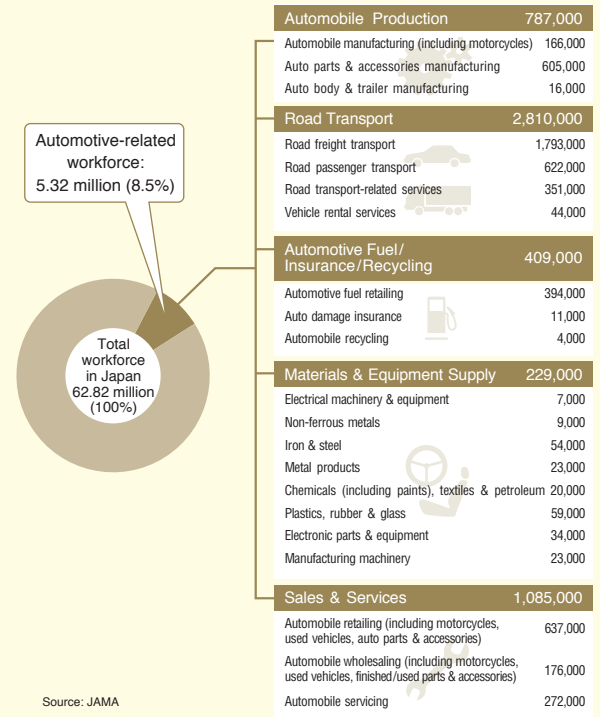 Automotive-related
workforce:
5.32 million (8.5%)
Total
workforce
in Japan
62.82 million
(100%)
Automobile Production 787,000
Automobile manufacturing (including motorcycles) 166,000
Auto parts & accessories manufacturing 605,000
Auto body & trailer manufacturing 16,000
Road Transport 2,810,000
Road freight transport 1,793,000
Road passenger transport 622,000
Road transport-related services 351,000
Vehicle rental services 44,000
Automotive Fuel/
Insurance/Recycling 409,000
Automotive fuel retailing 394,000
Auto damage insurance 11,000
Automobile recycling 4,000
Materials & Equipment Supply 229,000
Electrical machinery & equipment 7,000
Non-ferrous metals 9,000
Iron & steel 54,000
Metal products 23,000
Chemicals (including paints), textiles & petroleum 20,000
Plastics, rubber & glass 59,000
Electronic parts & equipment 34,000
Manufacturing machinery 23,000
Sales & Services 1,085,000
Automobile retailing (including motorcycles,
used vehicles, auto parts & accessories) 637,000
Automobile wholesaling (including motorcycles,
used vehicles, finished/used parts & accessories) 176,000
Automobile servicing 272,000
Source: JAMA